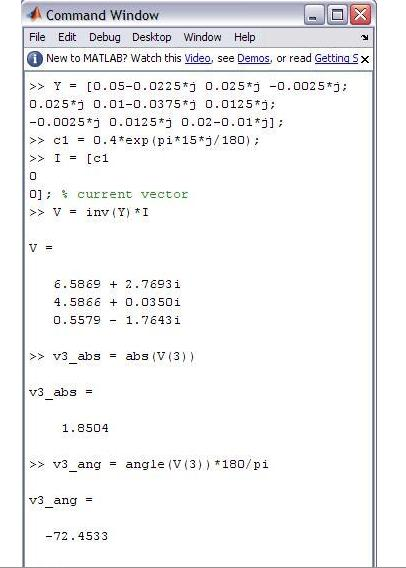 Command Window
File Edit Debug Desktop Window Help
New to MATLAB? Watch this Video, see Demos, or read Getting S
>> Y = [0.05-0.0225*j 0.025*j -0.0025*j;
0.025*j 0.01-0.0375*j 0.0125*j;
-0.0025*j 0.0125*j 0.02-0.01*j];
>> c1 = 0.4*exp(pi*15*j/180);
>> I = [c1
0
0]; % current vector
>> V = inv(Y)*I
V =
6.5869 + 2.7693i
4.5866 + 0.0350i
0.5579 - 1.7643i
>> v3_abs = abs(V(3))
v3_abs =
1.8504
>> v3_ang = angle(V(3))*180/pi
v3_ang =
-72.4533